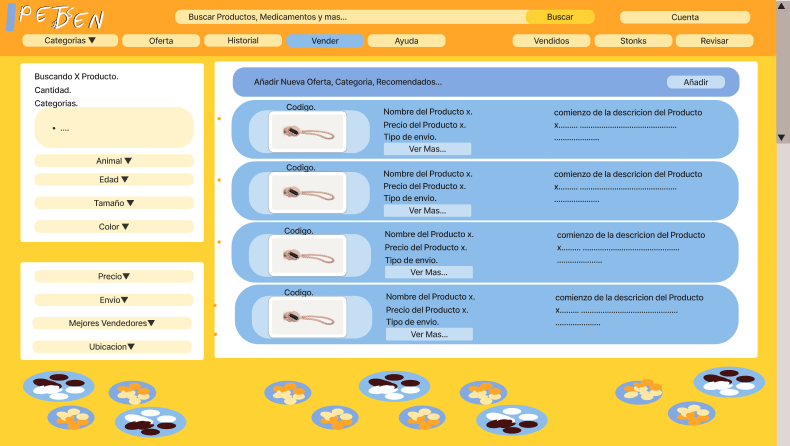 PETSEN
Buscar Productos, Medicamentos y mas...
Buscar
Cuenta
Categorias ▼
Oferta
Historial
Vender
Ayuda
Vendidos
Stonks
Revisar
Buscando X Producto.
Cantidad.
Categorias.
• ....
Animal ▼
Edad ▼
Tamaño ▼
Color ▼
Precio▼
Envio▼
Mejores Vendedores▼
Ubicacion▼
Añadir Nueva Oferta, Categoria, Recomendados...
Añadir
Codigo.
Nombre del Producto x.
Precio del Producto x.
Tipo de envio.
Ver Mas...
comienzo de la descricion del Producto
x......... ..........................................
....................
Codigo.
Nombre del Producto x.
Precio del Producto x.
Tipo de envio.
Ver Mas...
comienzo de la descricion del Producto
x......... ..........................................
....................
Codigo.
Nombre del Producto x.
Precio del Producto x.
Tipo de envio.
Ver Mas...
comienzo de la descricion del Producto
x......... ..........................................
....................
Codigo.
Nombre del Producto x.
Precio del Producto x.
Tipo de envio.
Ver Mas...
comienzo de la descricion del Producto
x......... ..........................................
....................